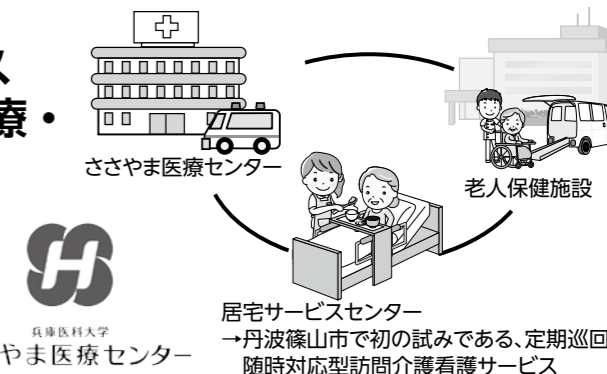 ス
療・
ささやま医療センター
老人保健施設
兵庫医科大学
やま医療センター
居宅サービスセンター
→丹波篠山市で初の試みである、定期巡回
随時対応型訪問介護看護サービス